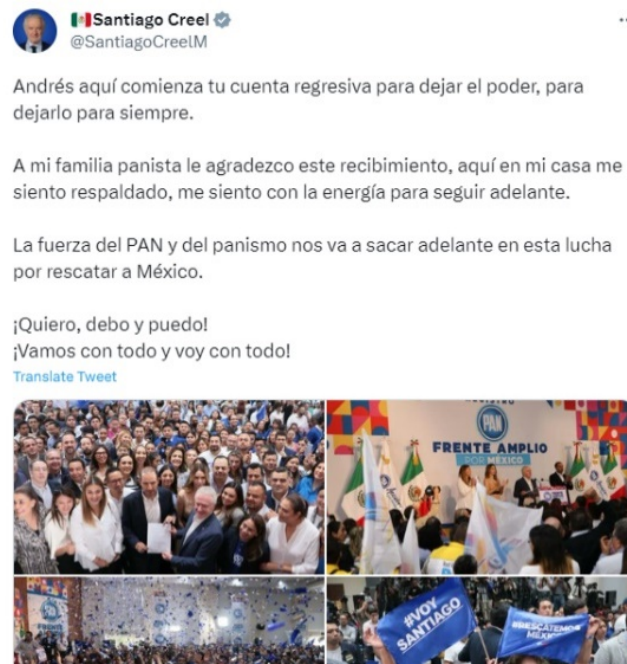 Santiago Creel
@SantiagoCreelM
Andrés aquí comienza tu cuenta regresiva para dejar el poder, para
dejarlo para siempre.
A mi familia panista le agradezco este recibimiento, aquí en mi casa me
siento respaldado, me siento con la energía para seguir adelante.
La fuerza del PAN y del panismo nos va a sacar adelante en esta lucha
por rescatar a México.
¡Quiero, debo y puedo!
¡Vamos con todo y voy con todo!
Translate Tweet
PAN
FRENTE AMPLIO
POR MÉXICO
#VOY
SANTIAGO
#RESCATEMOS
MÉXICO